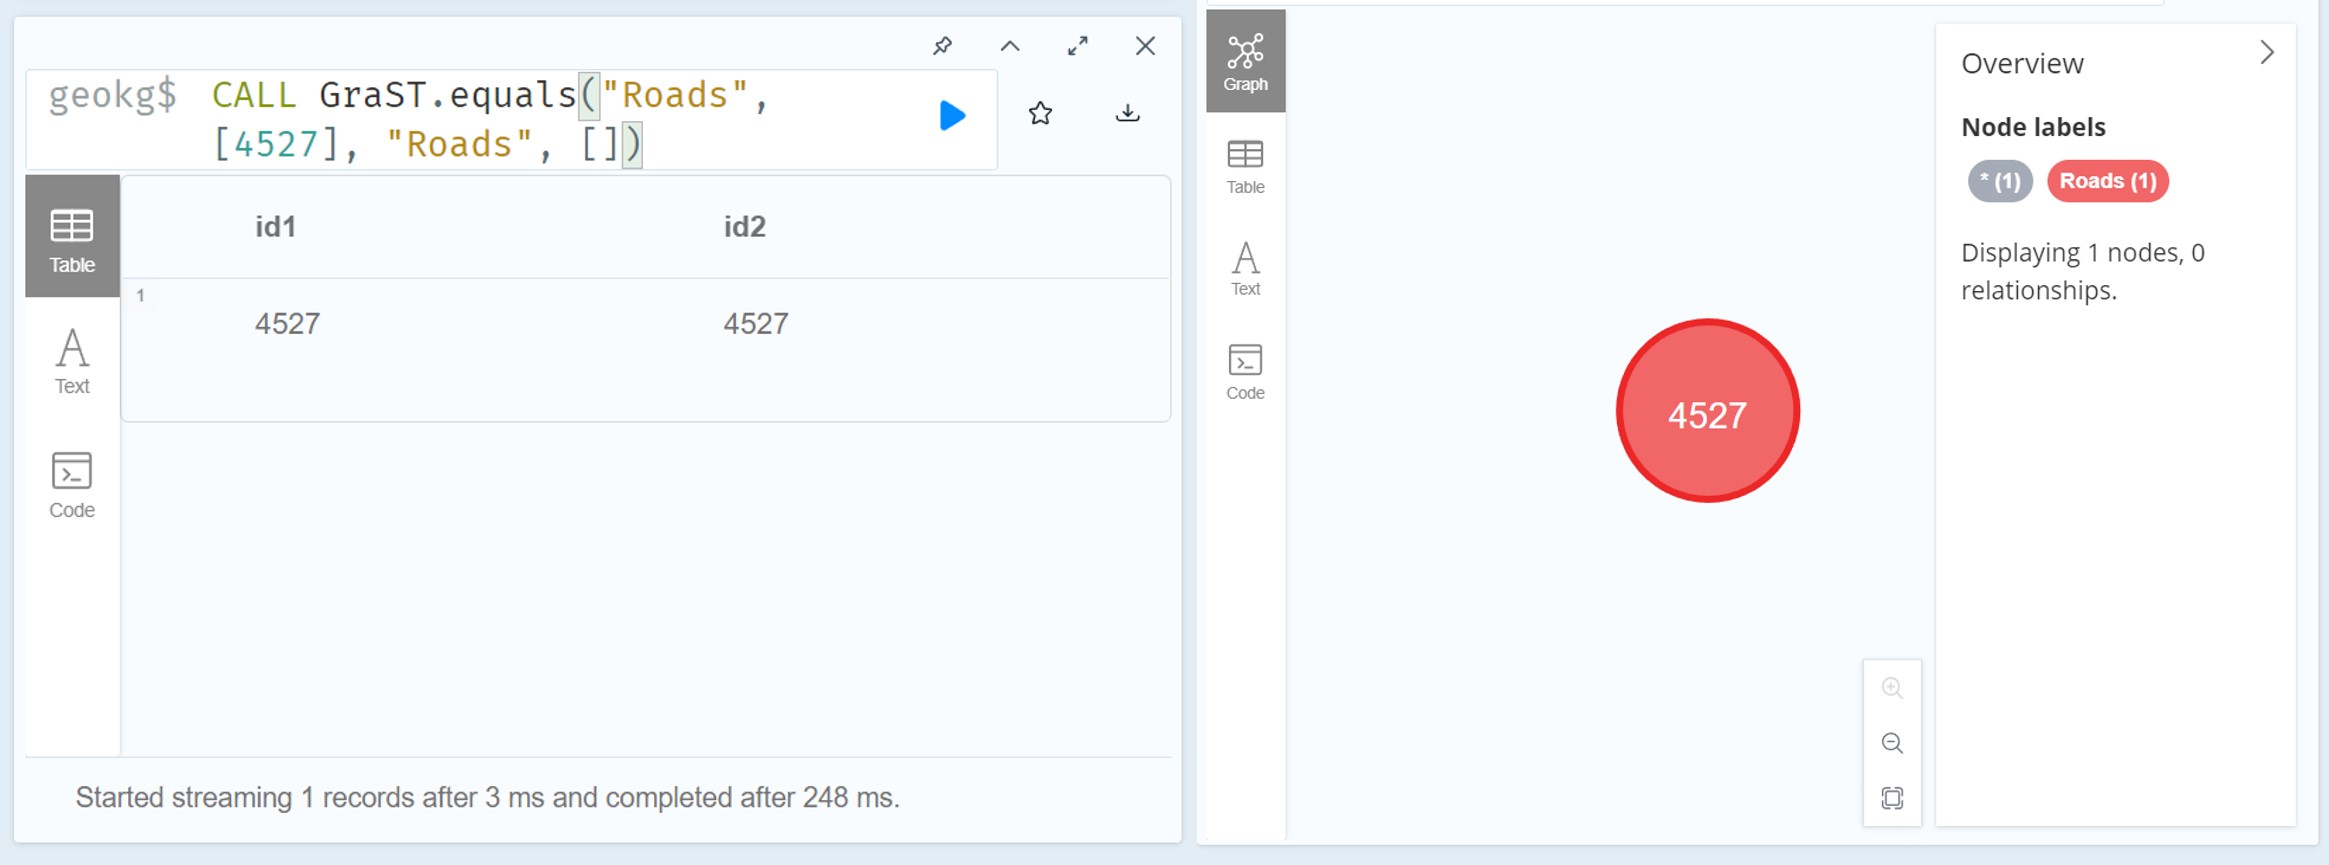 geokg$ CALL GraST.equals("Roads",
[4527], "Roads", [])
Table
Text
Code
id1 id2
1
4527 4527
Started streaming 1 records after 3 ms and completed after 248 ms.
Graph
Table
Text
Code
4527
Overview
Node labels
* (1) Roads (1)
Displaying 1 nodes, 0
relationships.